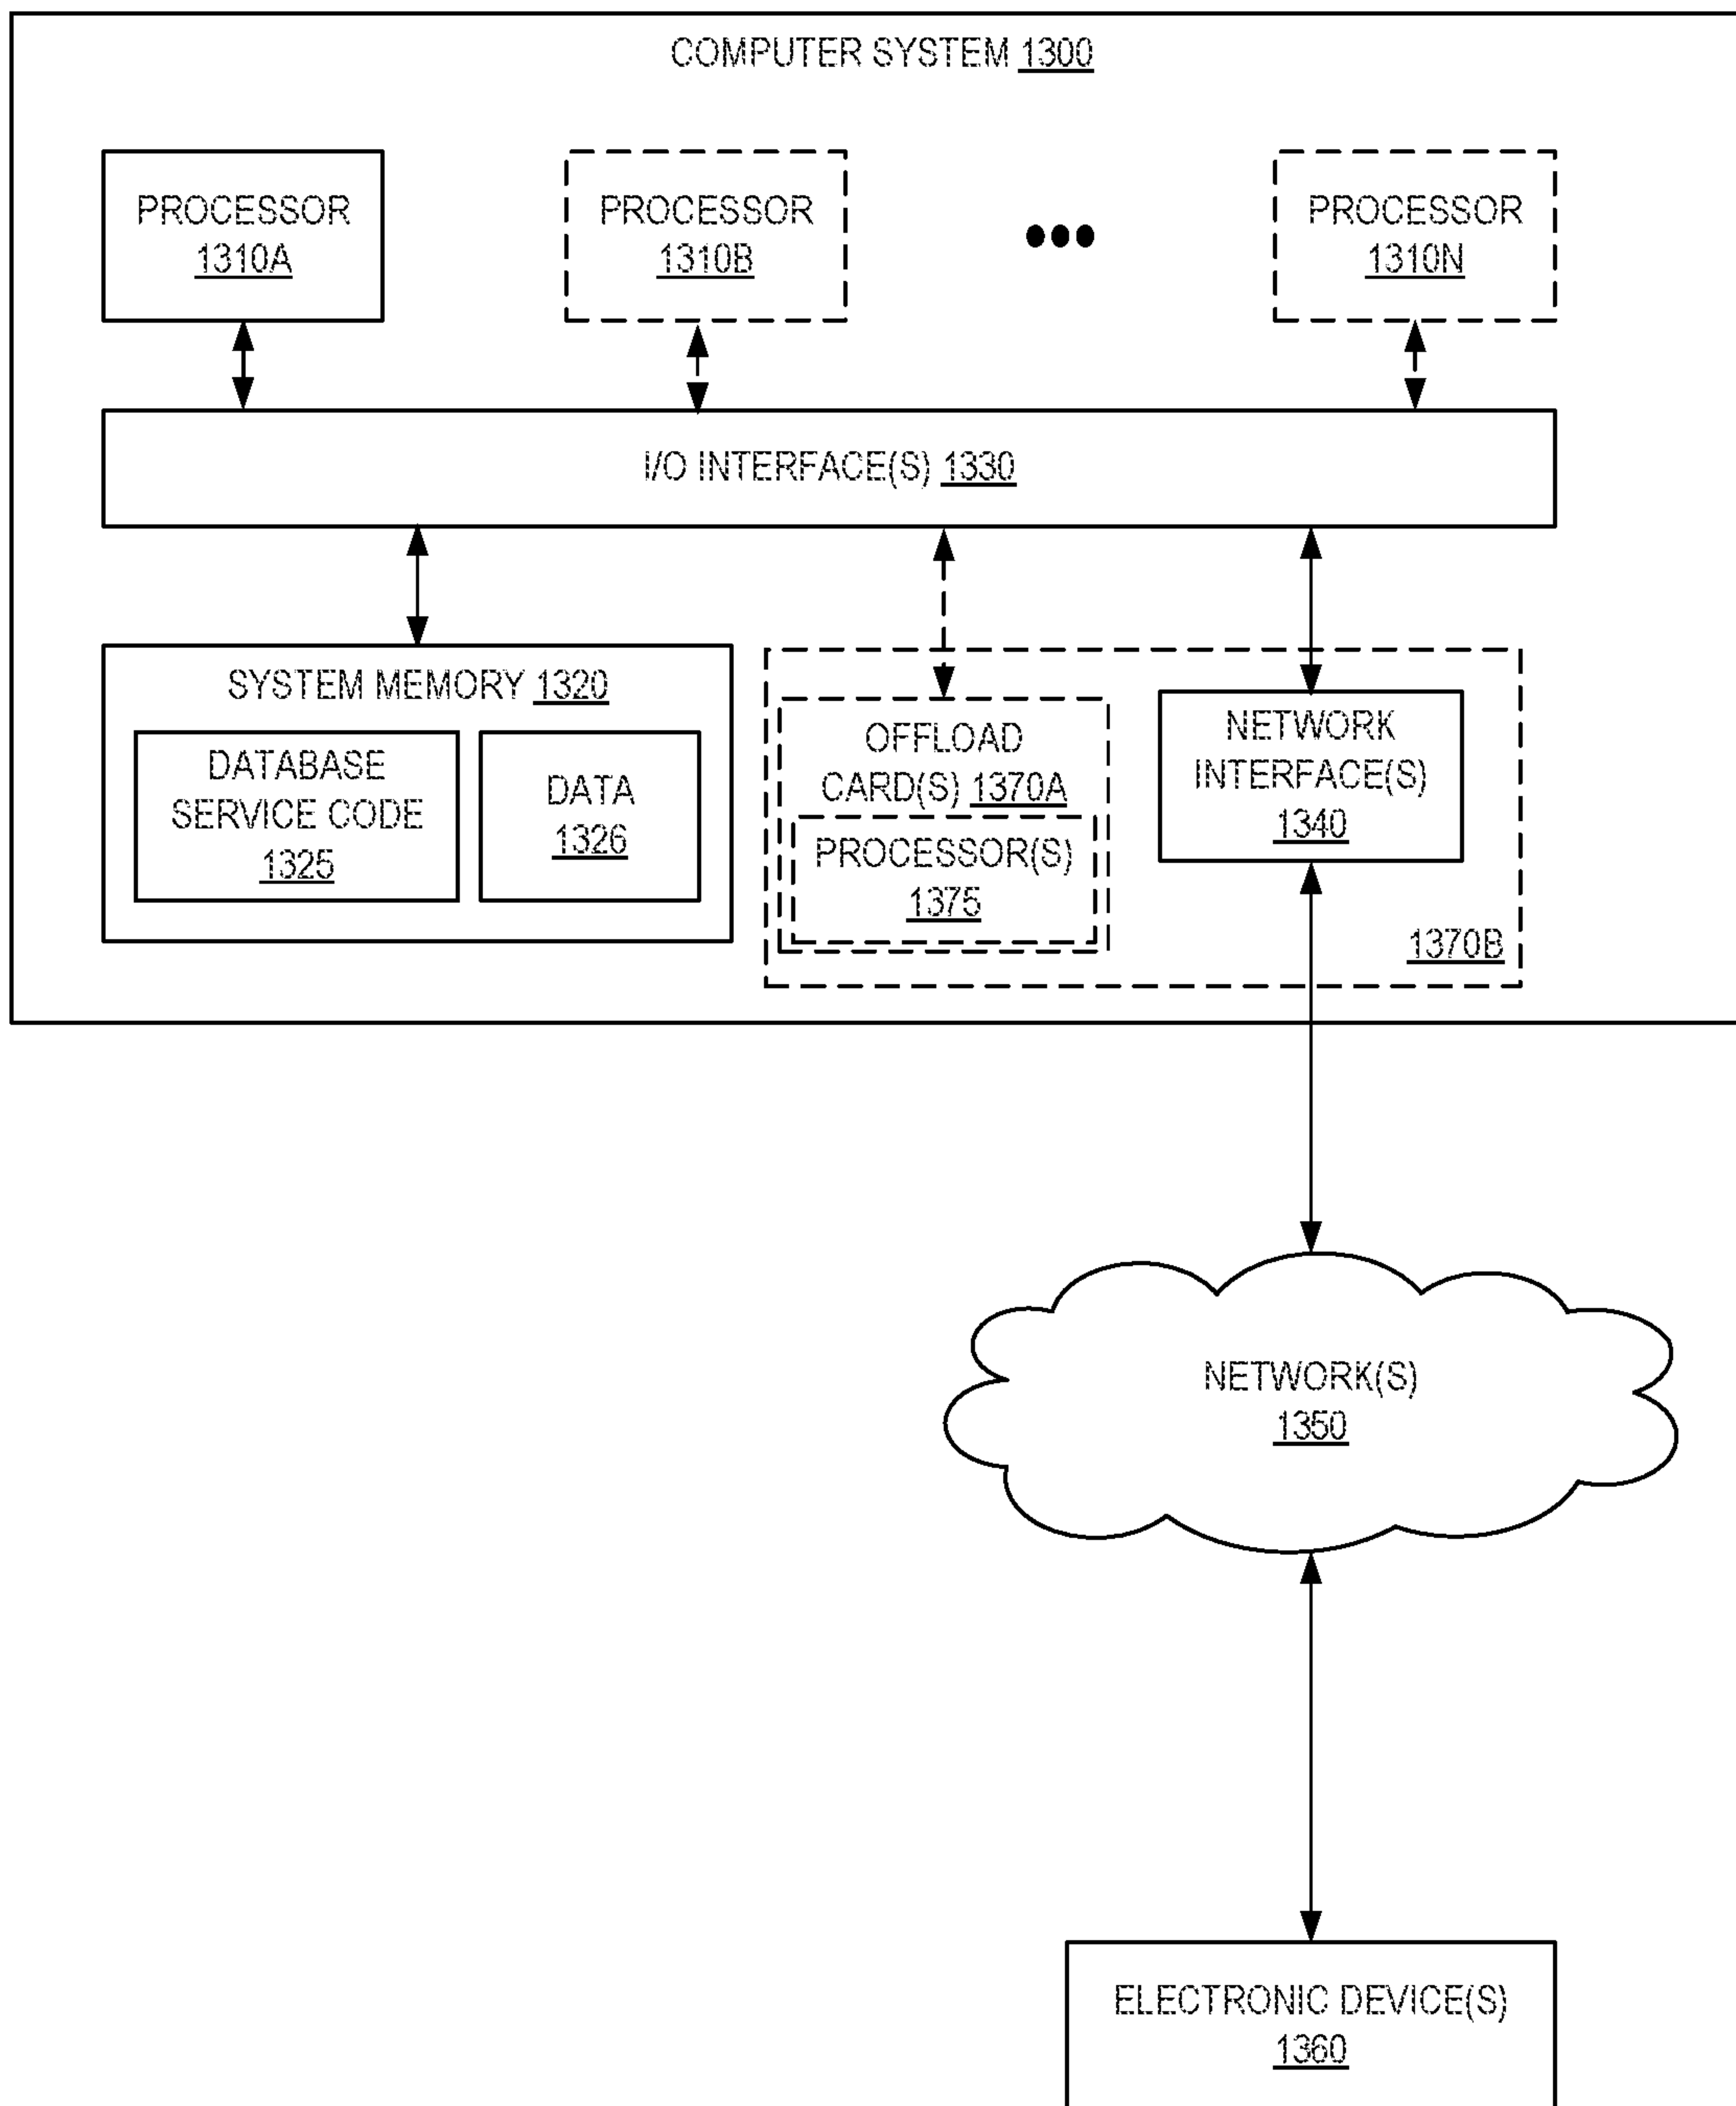 COMPUTER SYSTEM 1300
PROCESSOR
1310A
PROCESSOR
1310B
PROCESSOR
1310N
I/O INTERFACE(S) 1330
SYSTEM MEMORY 1320
DATABASE
SERVICE CODE
1325
DATA
1326
OFFLOAD
CARD(S) 1370A
PROCESSOR(S)
1375
NETWORK
INTERFACE(S)
1340
1370B
NETWORK(S)
1350
ELECTRONIC DEVICE(S)
1360